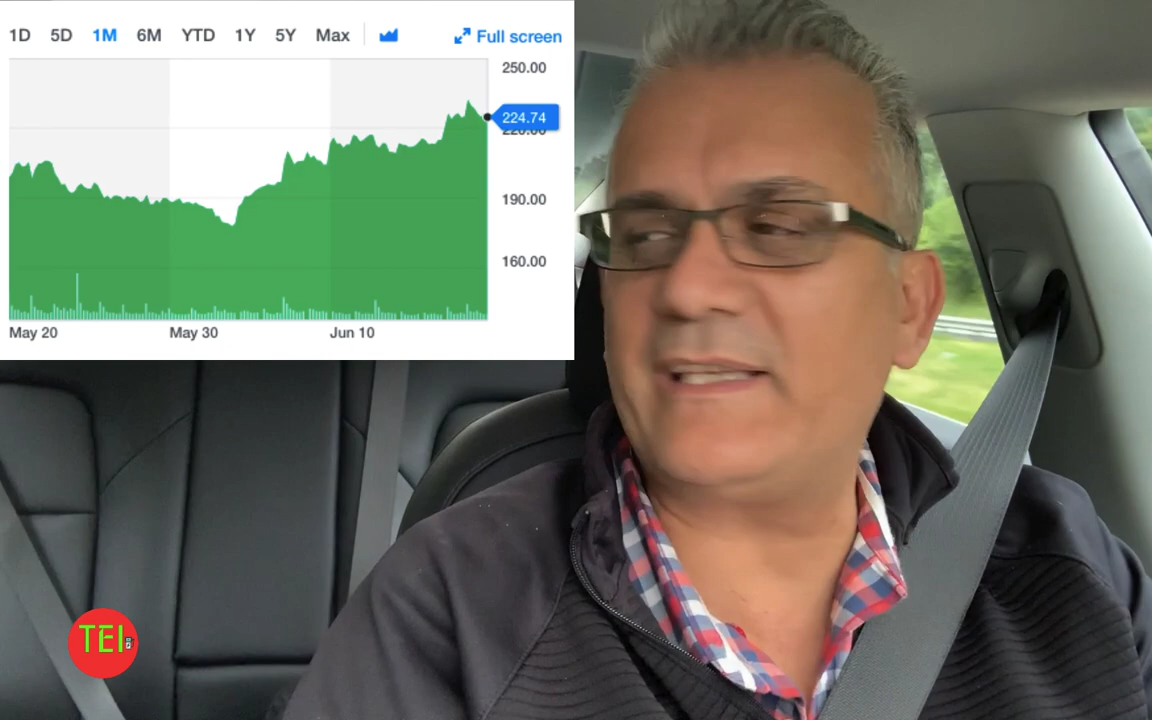 1D 5D 1M 6M YTD 1Y 5Y Max Full screen
250.00
224.74
190.00
160.00
May 20 May 30 Jun 10
TEI